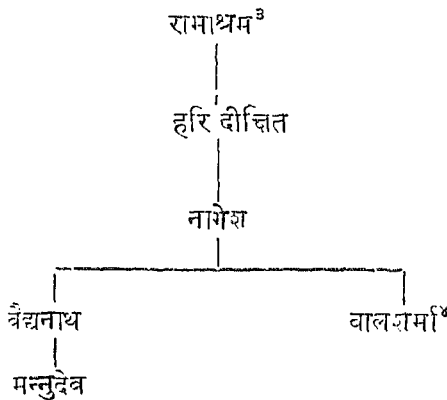 रामाश्रम³
हरि दीक्षित
नागेश
वैद्यनाथ बालशर्मा⁴
मन्नुदेव